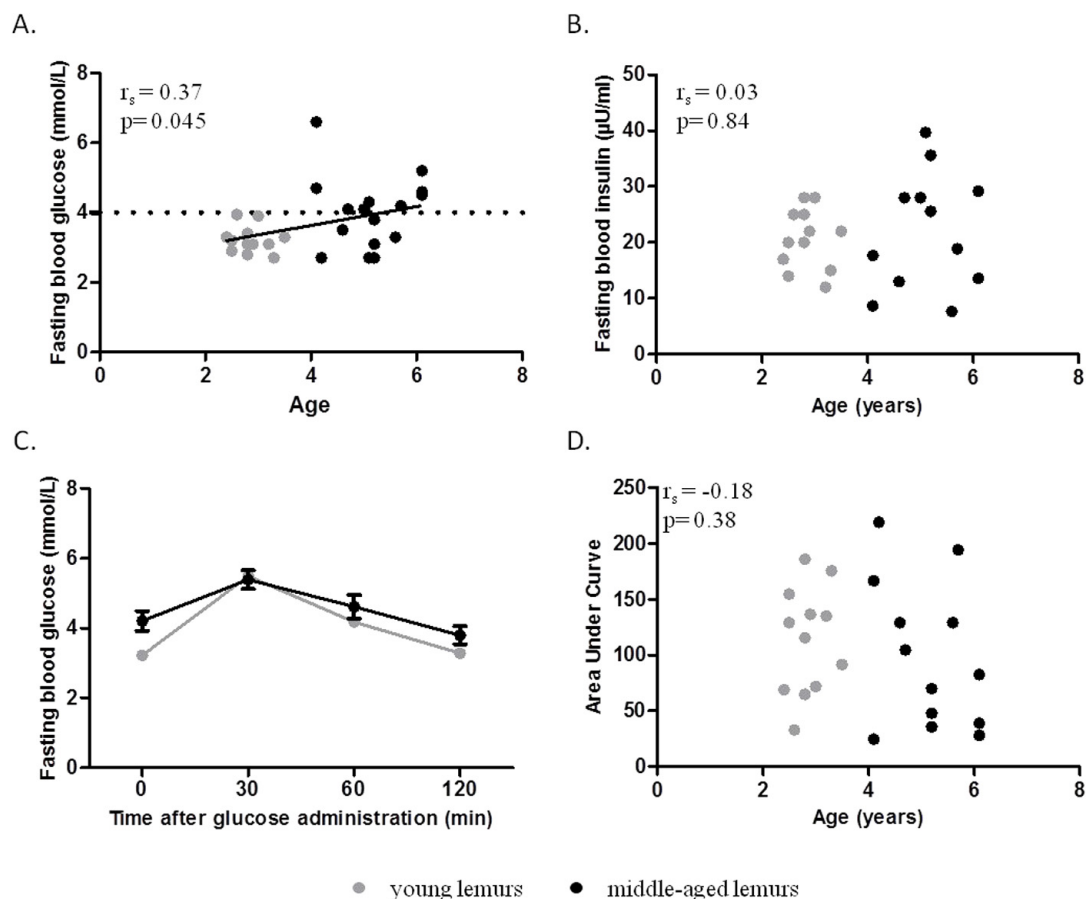 A.
Fasting blood glucose (mmol/L)
8
6
4
2
0
r_s = 0.37
p=0.045
0 2 4 6 8
Age
B.
Fasting blood insulin (µU/ml)
50
40
30
20
10
0
r_s = 0.03
p=0.84
0 2 4 6 8
Age (years)
C.
Fasting blood glucose (mmol/L)
8
6
4
2
0
0 30 60 120
Time after glucose administration (min)
D.
Area Under Curve
250
200
150
100
50
0
r_s = -0.18
p=0.38
0 2 4 6 8
Age (years)
young lemurs
middle-aged lemurs